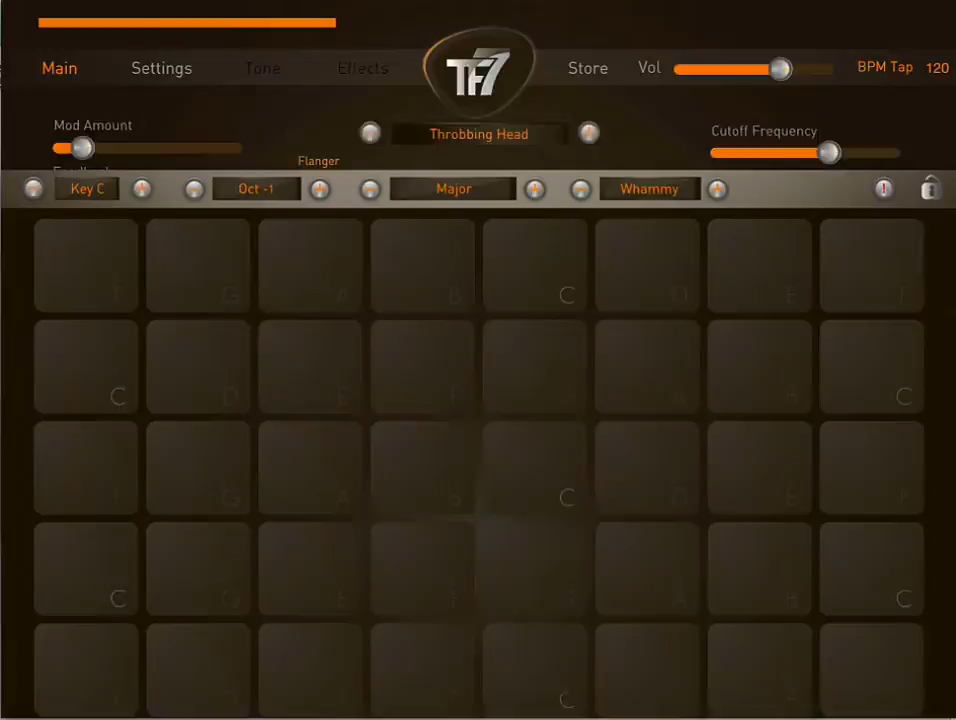 Main Settings Tone Effects TF7 Store Vol BPM Tap 120
Mod Amount
Throbbing Head
Cutoff Frequency
Flanger
Key C Oct -1 Major Whammy !
G A B C D E
C D E F B C
G A B C D E F
C E A B C
C